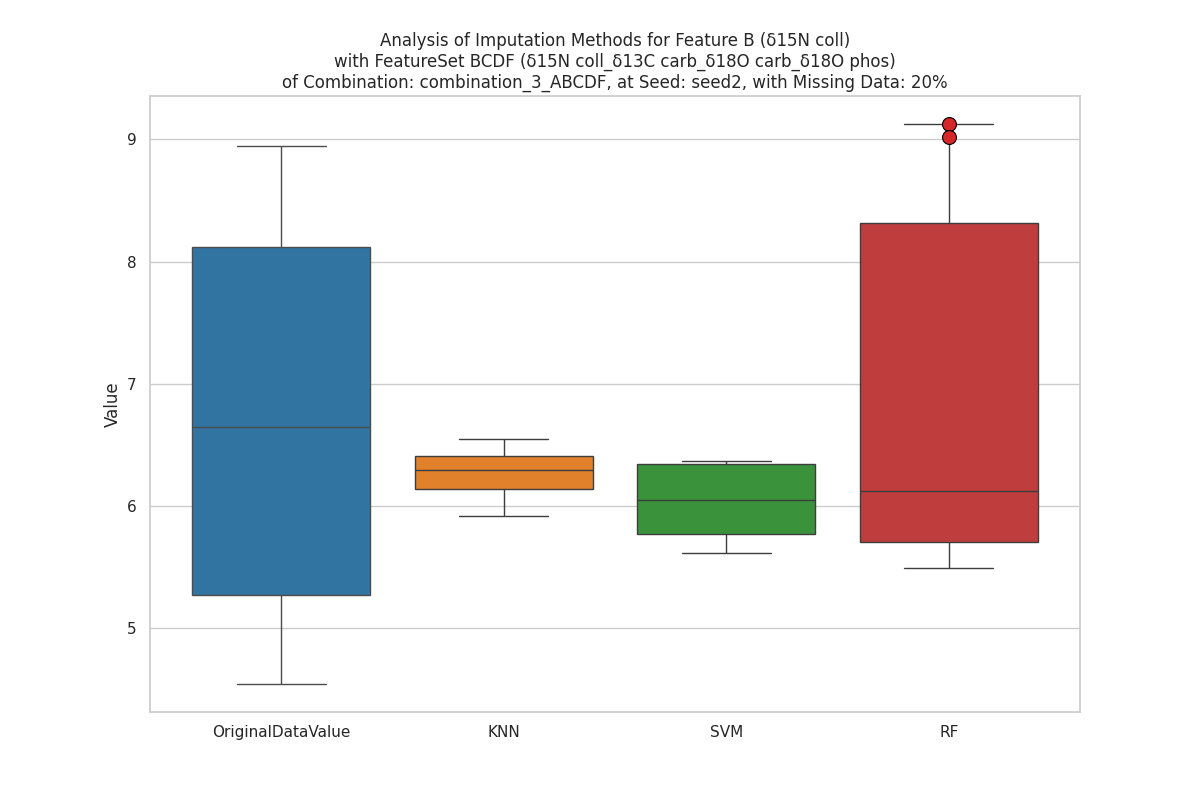 Analysis of Imputation Methods for Feature B (δ15N coll)
with FeatureSet BCDF (δ15N coll_δ13C carb_δ18O carb_δ18O phos)
of Combination: combination_3_ABCDF, at Seed: seed2, with Missing Data: 20%
9
8
7
6
5
Value
OriginalDataValue
KNN
SVM
RF